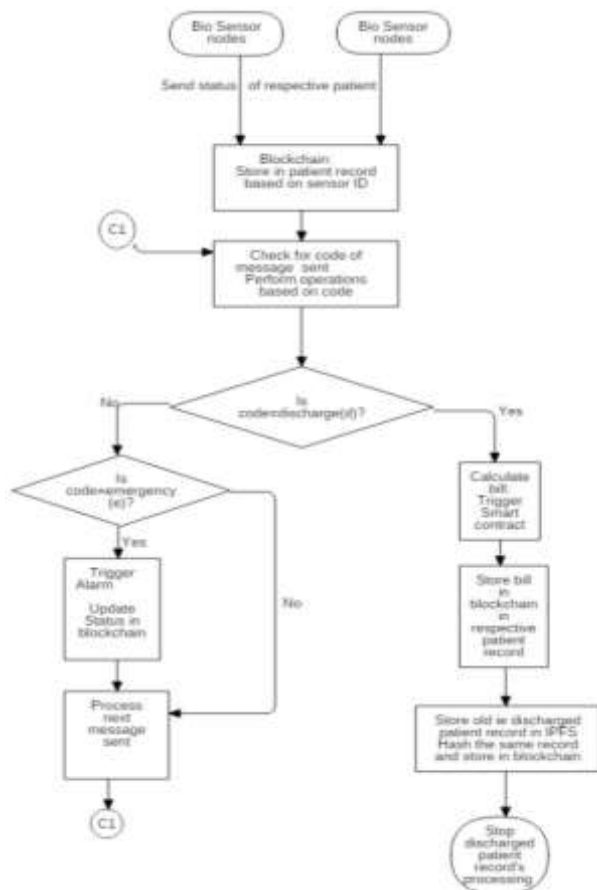 Bio Sensor
nodes
Bio Sensor
nodes
Send status of respective patient
Blockchain
Store in patient record
based on sensor ID
C1
Check for code of
message sent
Perform operations
based on code
Is
code=discharge(d)?
No
Yes
Is
code=emergency
(e)?
Yes
No
Trigger
Alarm
Update
Status in
blockchain
Process
next
message
sent
C1
Calculate
bill.
Trigger
Smart
contract
Store bill
in
blockchain
in
respective
patient
record
Store old ie discharged
patient record in IPFS
Hash the same record
and store in blockchain
Stop
discharged
patient
record's
processing